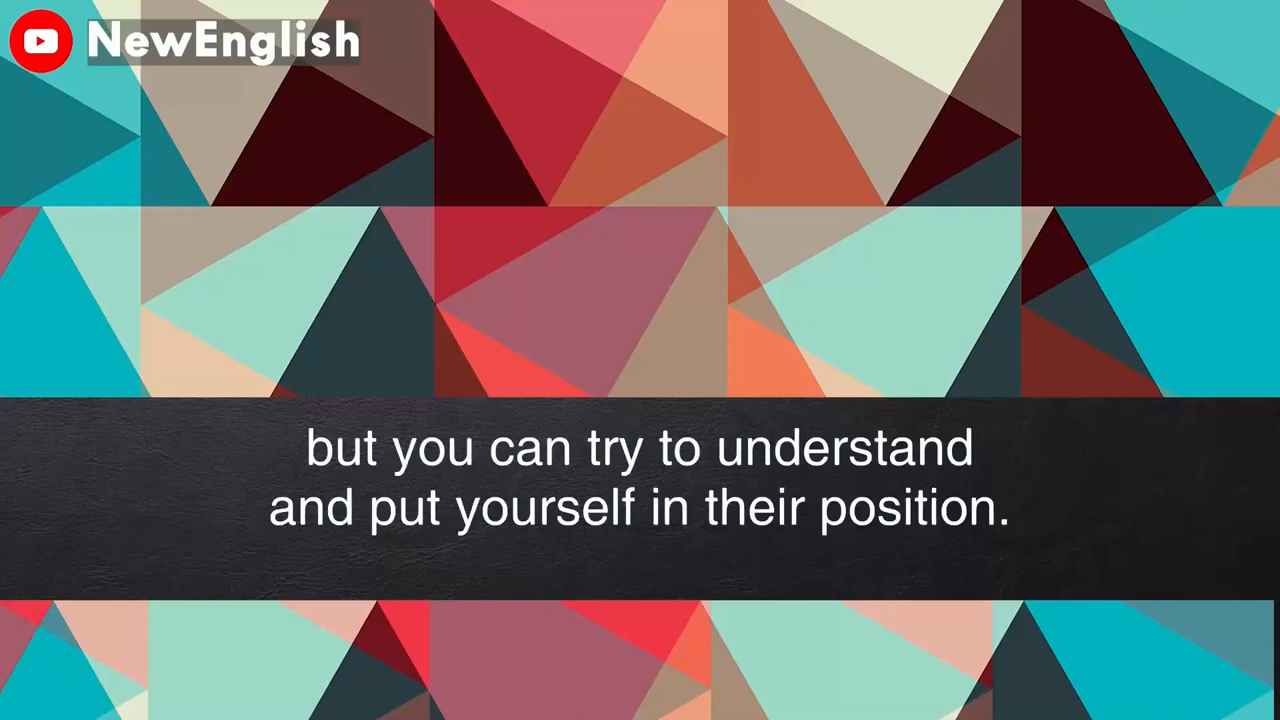 NewEnglish
but you can try to understand
and put yourself in their position.